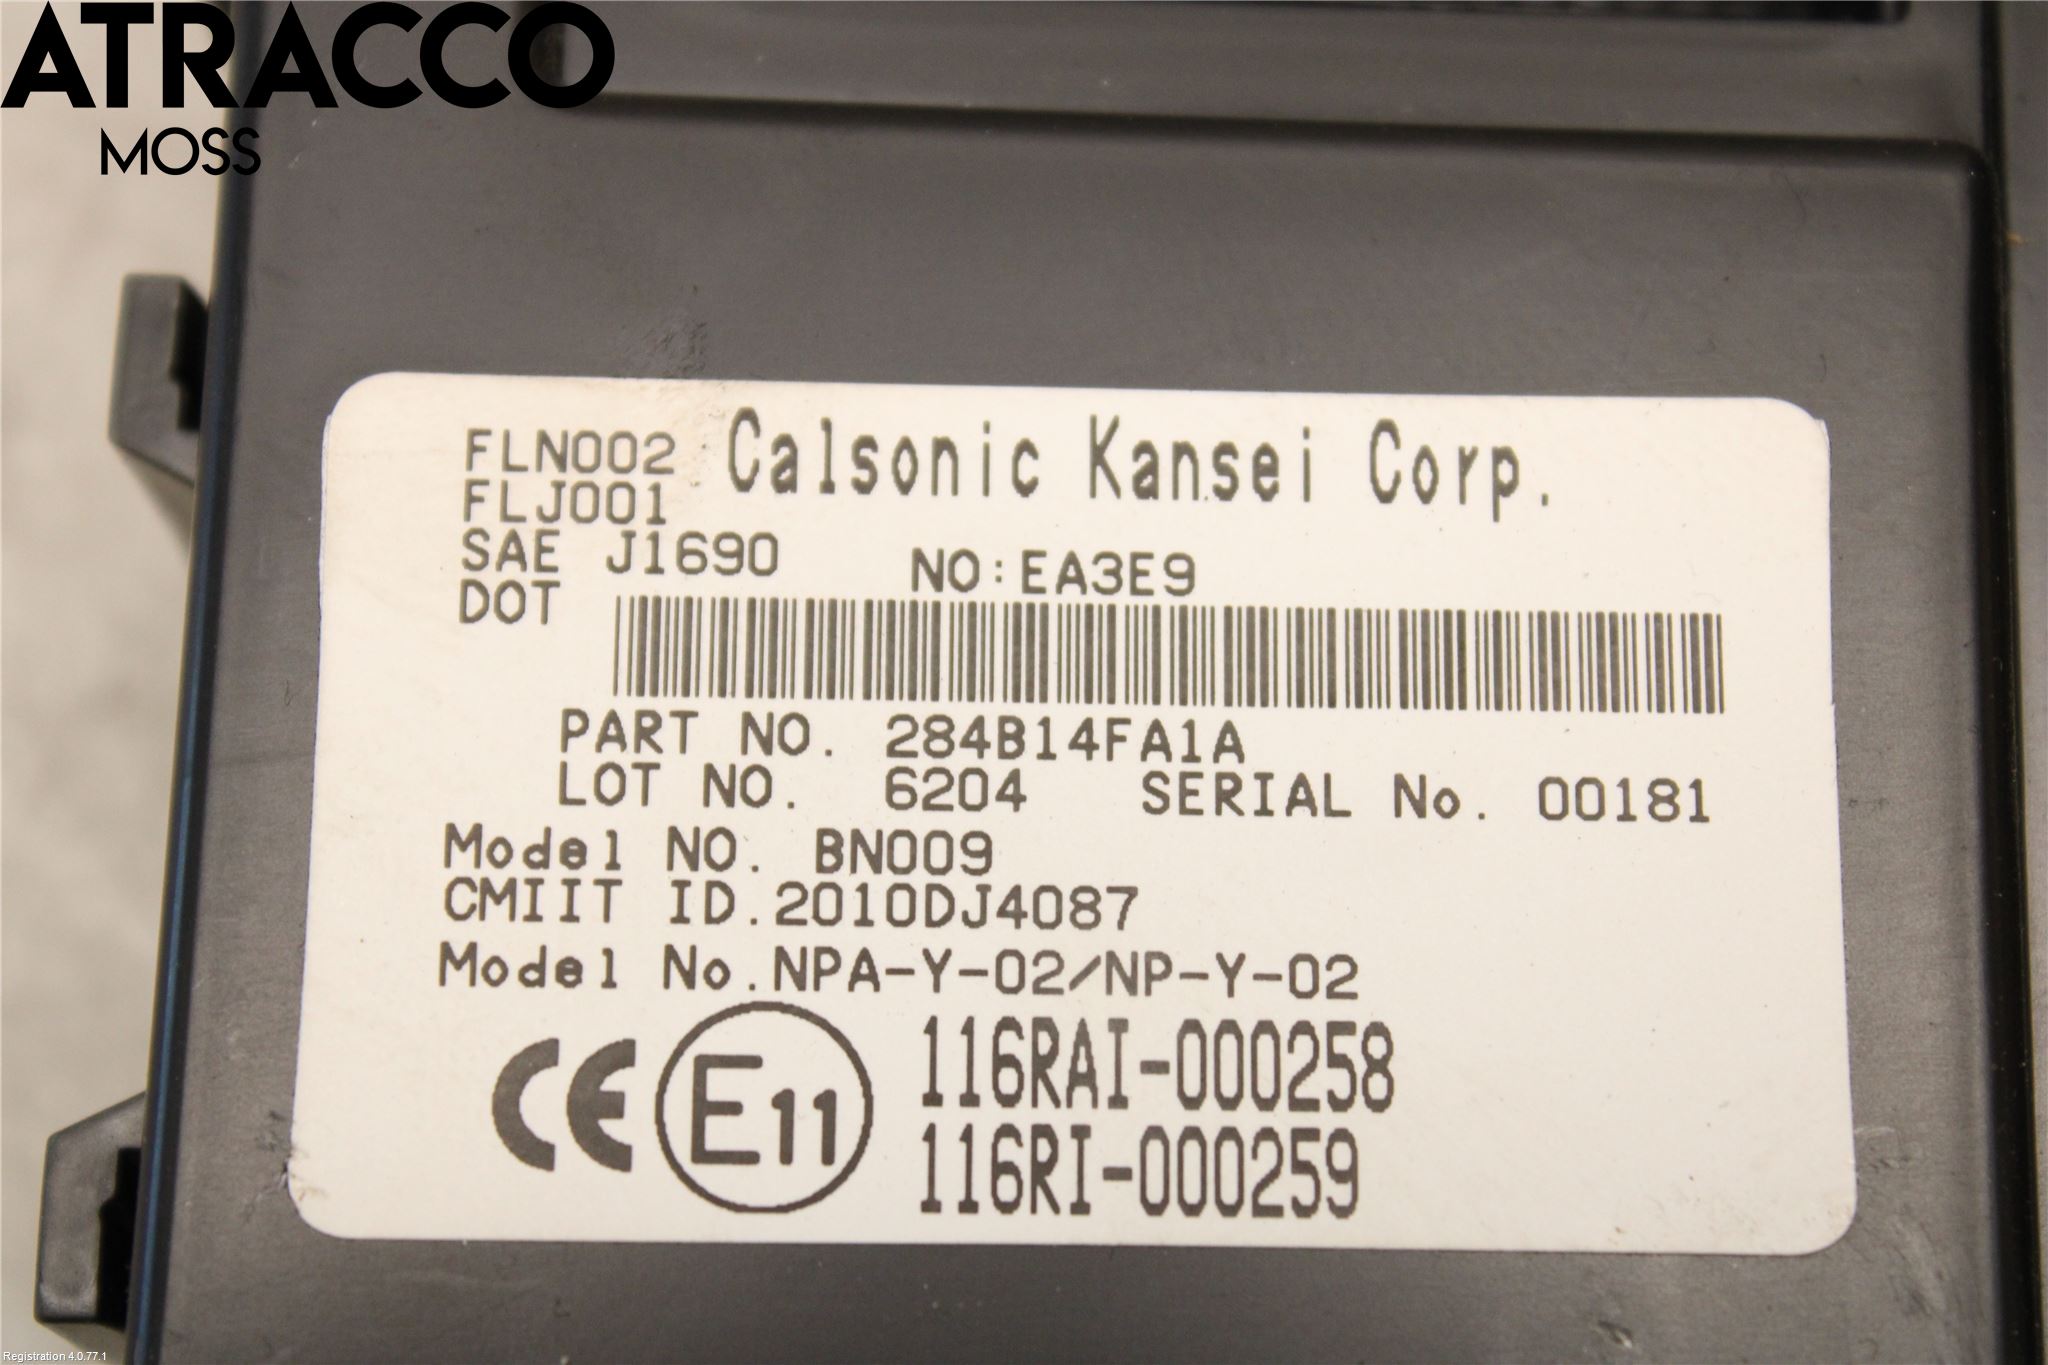 ATRACCO
MOSS
FLN002 Calsonic Kansei Corp.
FLJ001
SAE J1690 NO:EA3E9
DOT
PART NO. 284B14FA1A
LOT NO. 6204 SERIAL No. 00181
Model NO. BN009
CMIIT ID.2010DJ4087
Model No.NPA-Y-02/NP-Y-02
CE E11 116RAI-000258
116RI-000259
Registration 4.0.77.1